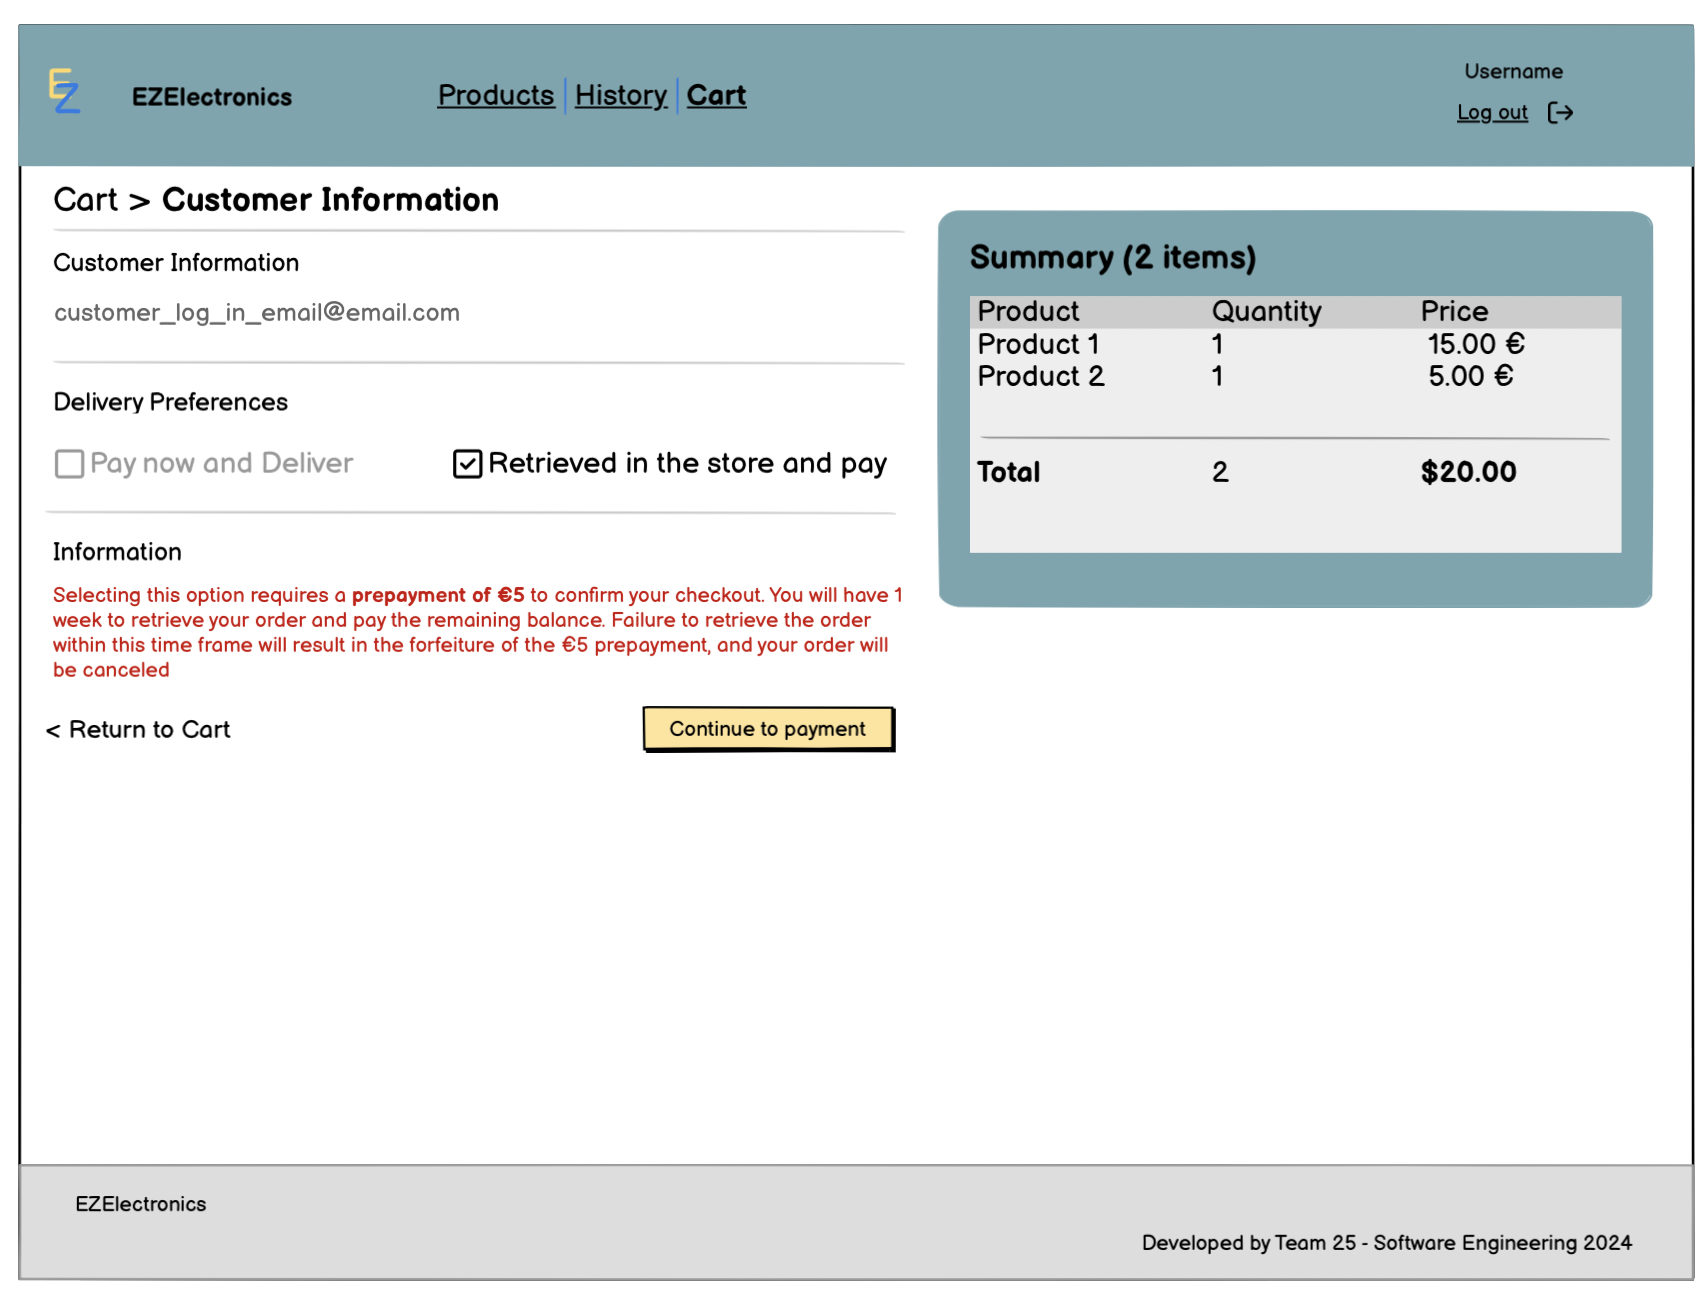 EZ
EZElectronics
Products History Cart
Username
Log out
Cart > Customer Information
Customer Information
customer_log_in_email@email.com
Delivery Preferences
Pay now and Deliver
Retrieved in the store and pay
Information
Selecting this option requires a prepayment of €5 to confirm your checkout. You will have 1
week to retrieve your order and pay the remaining balance. Failure to retrieve the order
within this time frame will result in the forfeiture of the €5 prepayment, and your order will
be canceled
< Return to Cart
Continue to payment
Summary (2 items)
Product Quantity Price
Product 1 1 15.00 €
Product 2 1 5.00 €
Total 2 $20.00
EZElectronics
Developed by Team 25 - Software Engineering 2024